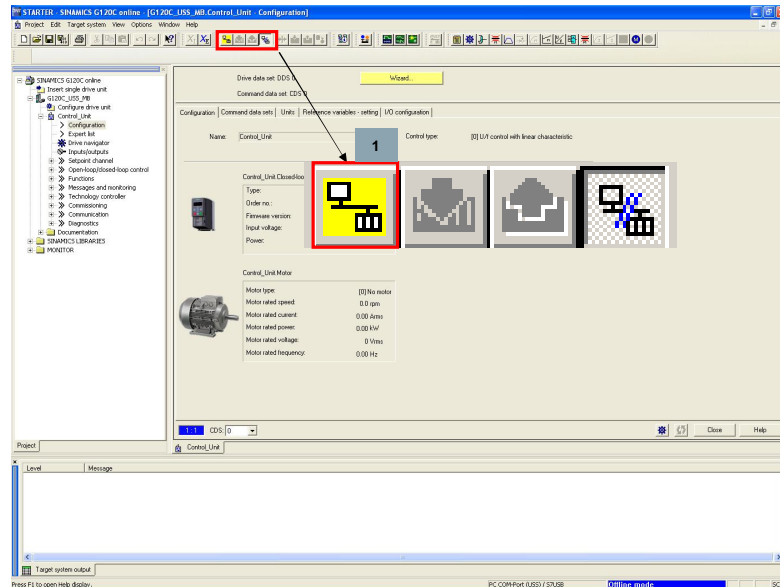 STARTER - SINAMICS G120C online - [G120C_USS_MB.Control_Unit - Configuration]
Project Edit Target system View Options Window Help
SINAMICS G120C online
Insert single drive unit
G120C_USS_MB
Configure drive unit
Control_Unit
Configuration
Expert list
Drive navigator
Inputs/outputs
Setpoint channel
Open-loop/closed-loop control
Functions
Messages and monitoring
Technology controller
Commissioning
Communication
Diagnostics
Documentation
SINAMICS LIBRARIES
MONITOR
Project
Drive data set: DDS 0
Wizard...
Command data set: CDS 0
Configuration Command data sets Units Reference variables - setting I/O configuration
Name: Control_Unit Control type: [0] U/f control with linear characteristic
1
Control_Unit Closed-loo
Type:
Order no.:
Firmware version:
Input voltage:
Power:
Control_Unit Motor
Motor type: [0] No motor
Motor rated speed: 0.0 rpm
Motor rated current: 0.00 Arms
Motor rated power: 0.00 kW
Motor rated voltage: 0 Vrms
Motor rated frequency: 0.00 Hz
1:1 CDS: 0 Close Help
Control_Unit
Level Message
Target system output
Press F1 to open Help display. PC COM-Port (USS) / S7USB Offline mode